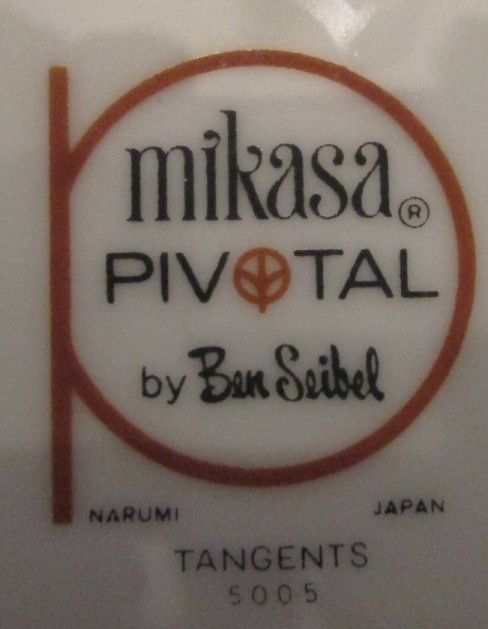 mikasa®
PIVOTAL
by Ben Seibel
NARUMI JAPAN
TANGENTS
5005